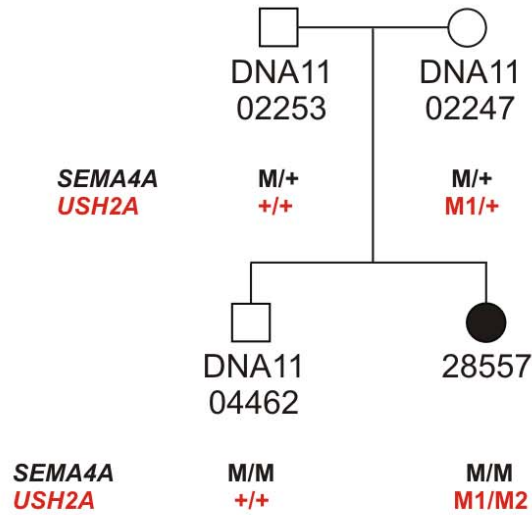 DNA11 DNA11
02253 02247
SEMA4A M/+ M/+
USH2A +/+ M1/+
DNA11 28557
04462
SEMA4A M/M M/M
USH2A +/+ M1/M2